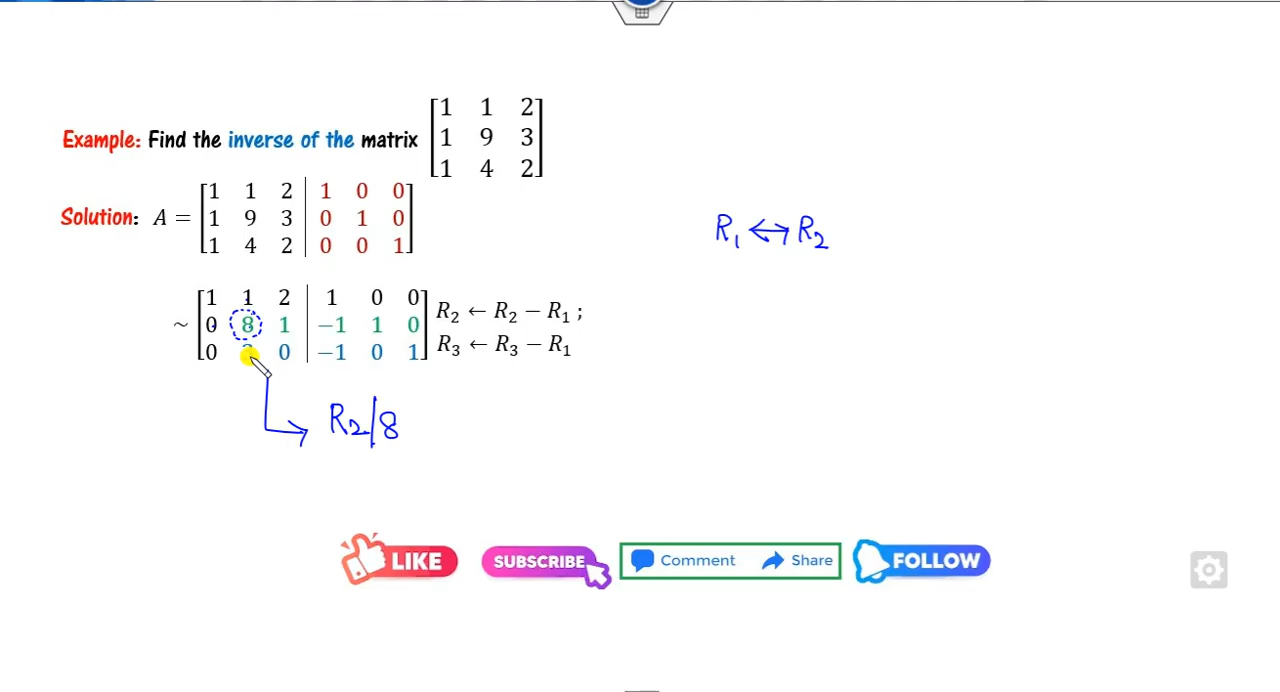 Example: Find the inverse of the matrix [1 1 2]
[1 9 3]
[1 4 2]
Solution: A = [1 1 2 | 1 0 0]
[1 9 3 | 0 1 0]
[1 4 2 | 0 0 1]
R₁ ↔ R₂
~ [1 1 2 | 1 0 0]
[0 8 1 | −1 1 0] R₂ ← R₂ − R₁ ;
[0 0 | −1 0 1] R₃ ← R₃ − R₁
R₂/8
LIKE SUBSCRIBE Comment Share FOLLOW